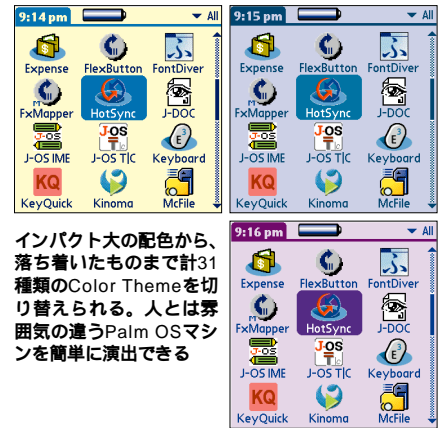 9:14 pm ▼ All
Expense FlexButton FontDiver
FxMapper HotSync J-DOC
J-OS IME J-OS T|C Keyboard
KeyQuick Kinoma McFile
9:15 pm ▼ All
Expense FlexButton FontDiver
FxMapper HotSync J-DOC
J-OS IME J-OS T|C Keyboard
KeyQuick Kinoma McFile
インパクト大の配色から、
落ち着いたものまで計31
種類のColor Themeを切
り替えられる。人とは雰
囲気の違うPalm OSマシ
ンを簡単に演出できる
9:16 pm ▼ All
Expense FlexButton FontDiver
FxMapper HotSync J-DOC
J-OS IME J-OS T|C Keyboard
KeyQuick Kinoma McFile